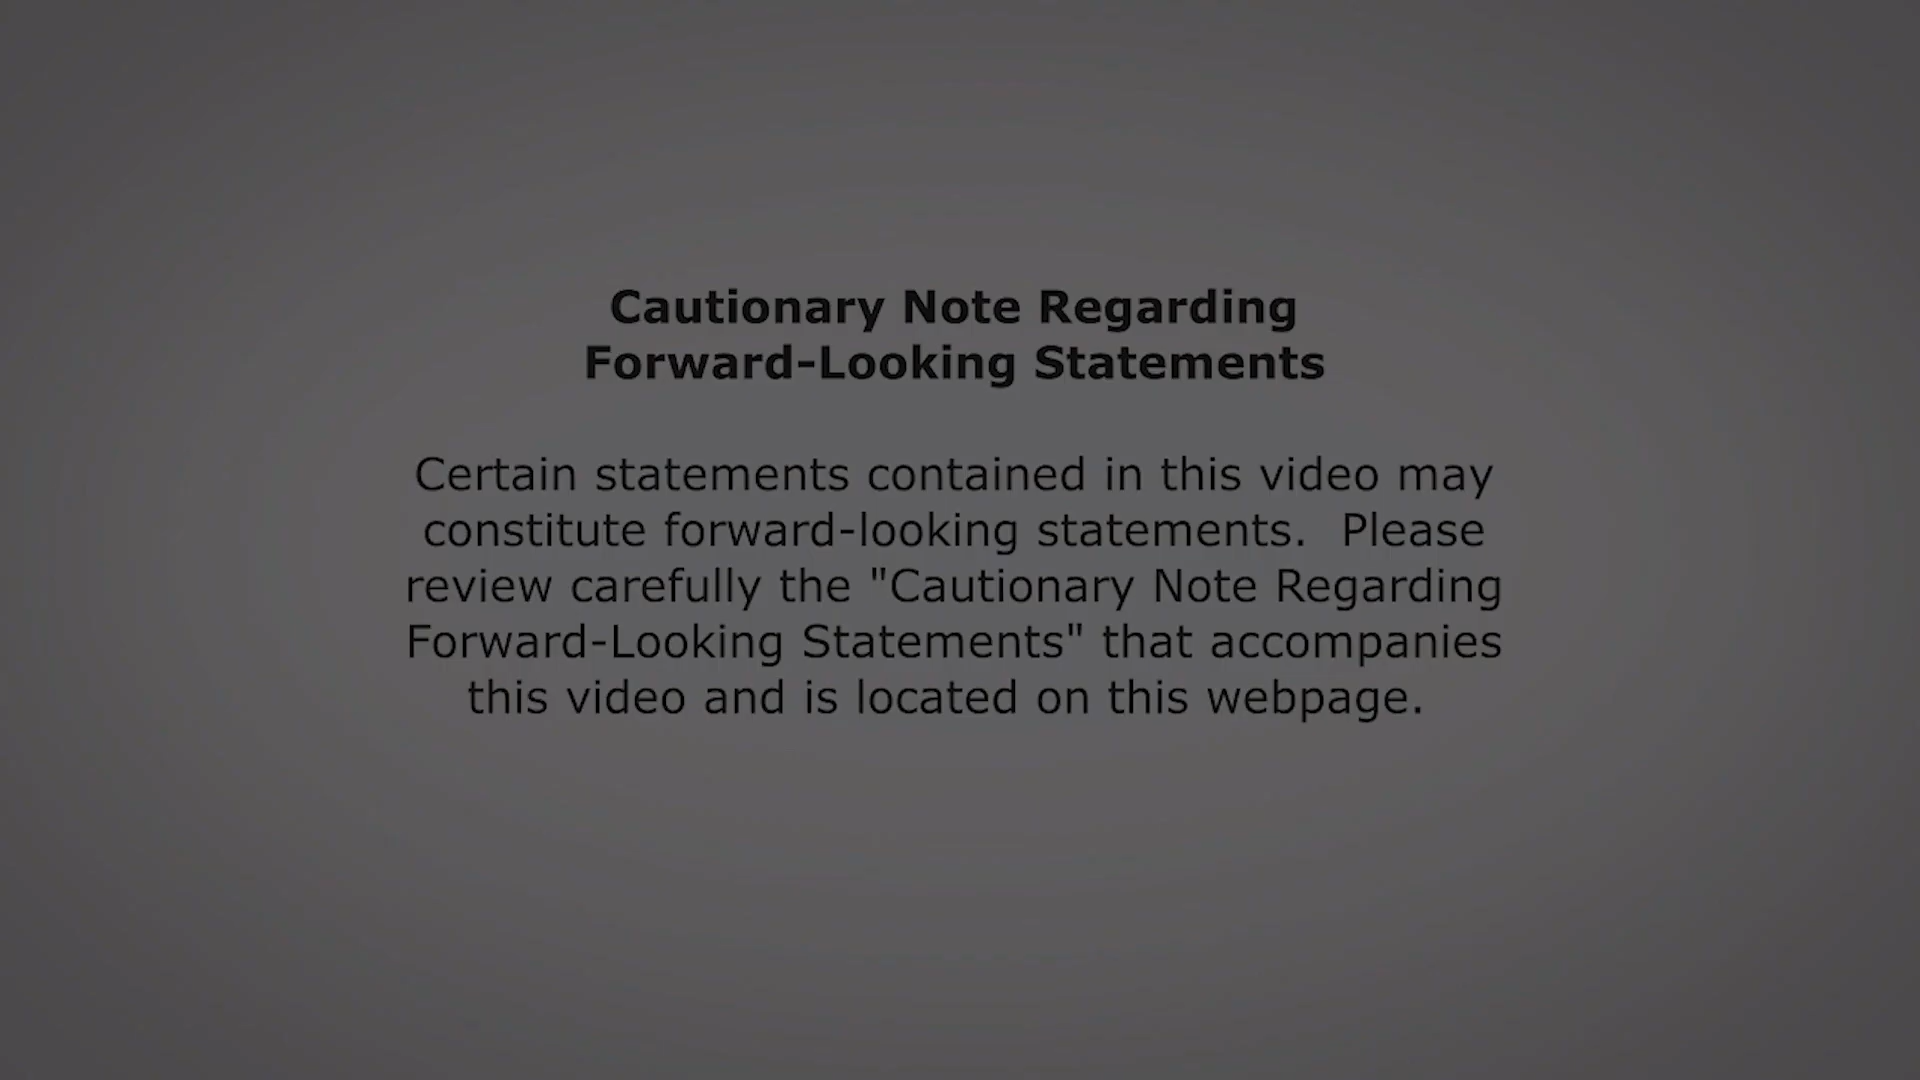 Cautionary Note Regarding
Forward-Looking Statements
Certain statements contained in this video may
constitute forward-looking statements.  Please
review carefully the "Cautionary Note Regarding
Forward-Looking Statements" that accompanies
this video and is located on this webpage.